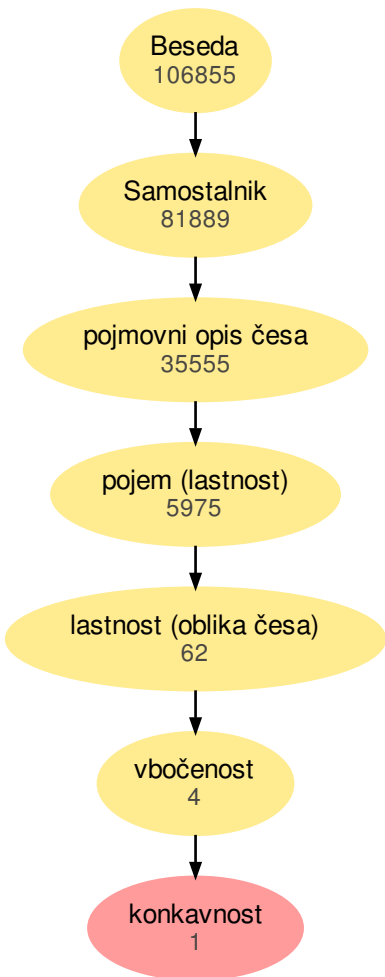 Beseda
106855
Samostalnik
81889
pojmovni opis česa
35555
pojem (lastnost)
5975
lastnost (oblika česa)
62
vbočenost
4
konkavnost
1